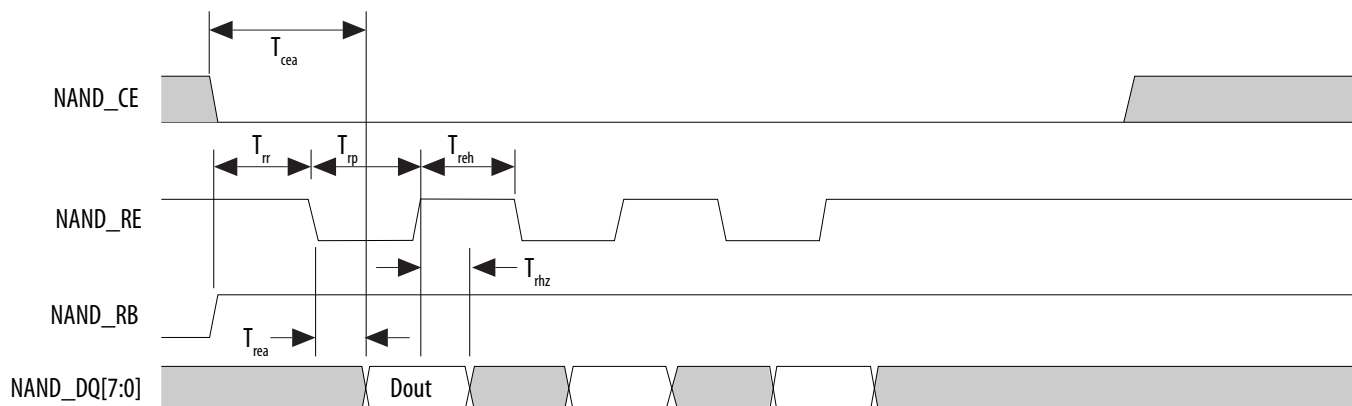 T_cea
NAND_CE
T_rr T_rp T_reh
NAND_RE
T_rhz
NAND_RB
T_rea
NAND_DQ[7:0] Dout